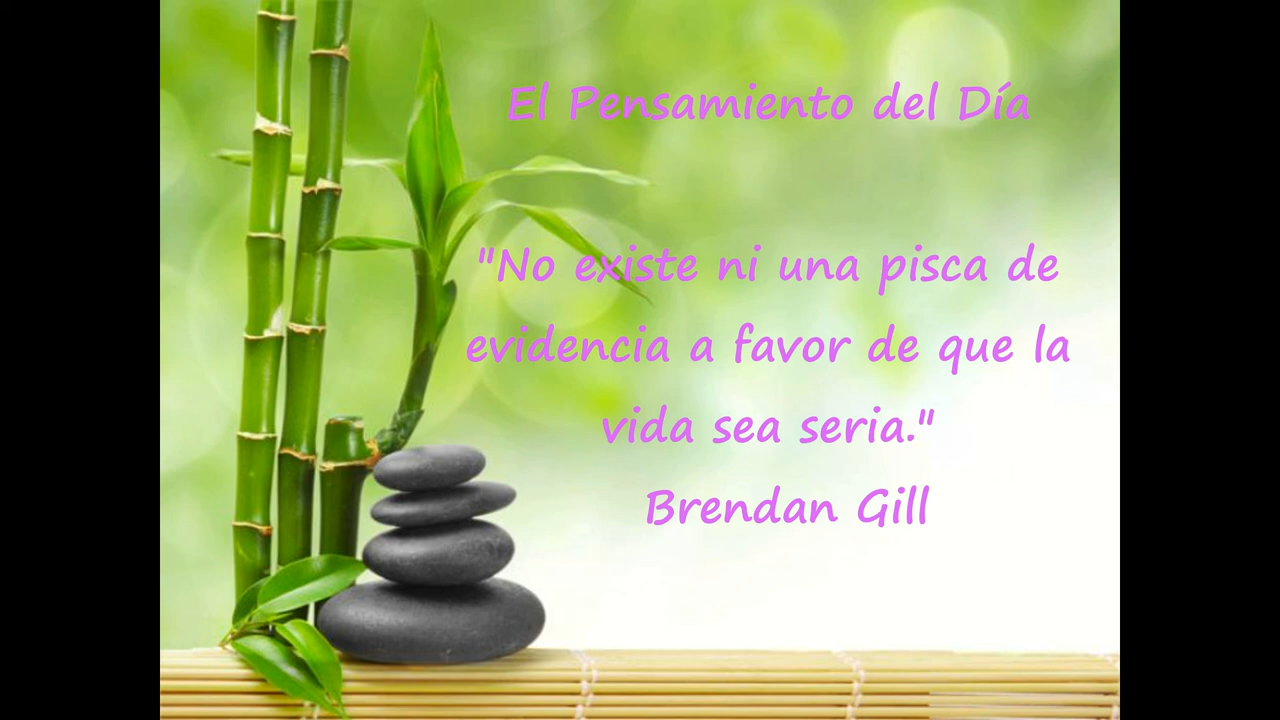 El Pensamiento del Día
"No existe ni una pisca de
evidencia a favor de que la
vida sea seria."
Brendan Gill